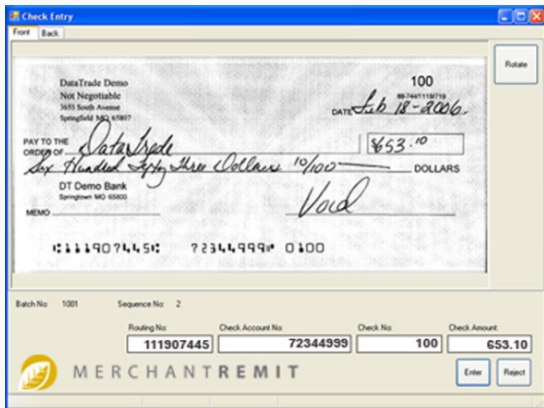 Check Entry
Front Back
Rotate
DataTrade Demo
Not Negotiable
3651 South Avenue
Springfield MO 65807
100
DATE Feb 18-2006
PAY TO THE
ORDER OF DataTrade $653.10
Six Hundred Fifty Three Dollars 10/100 DOLLARS
DT Demo Bank
Springtown MO 65800
Void
MEMO
⑆111907445⑆ 72344999⑈ 0100
Batch No: 1001 Sequence No: 2
Routing No: Check Account No: Check No: Check Amount:
111907445 72344999 100 653.10
MERCHANTREMIT
Enter Reject